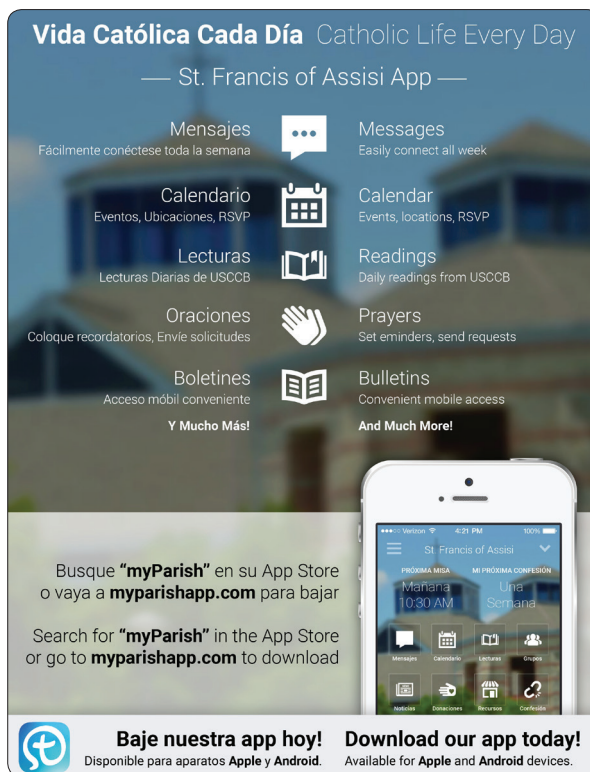 Vida Católica Cada Día Catholic Life Every Day
St. Francis of Assisi App
Mensajes
Fácilmente conéctese toda la semana
Messages
Easily connect all week
Calendario
Eventos, Ubicaciones, RSVP
Calendar
Events, locations, RSVP
Lecturas
Lecturas Diarias de USCCB
Readings
Daily readings from USCCB
Oraciones
Coloque recordatorios, Envíe solicitudes
Prayers
Set eminders, send requests
Boletines
Acceso móbil conveniente
Bulletins
Convenient mobile access
Y Mucho Más!
And Much More!
Busque “myParish” en su App Store
o vaya a myparishapp.com para bajar
Search for “myParish” in the App Store
or go to myparishapp.com to download
Verizon 4:21 PM 100%
St. Francis of Assisi
PRÓXIMA MISA
Mañana
10:30 AM
MI PRÓXIMA CONFESIÓN
Una
Semana
Mensajes Calendario Lecturas Grupos
Noticias Donaciones Recursos Confesión
Baje nuestra app hoy!
Disponible para aparatos Apple y Android.
Download our app today!
Available for Apple and Android devices.